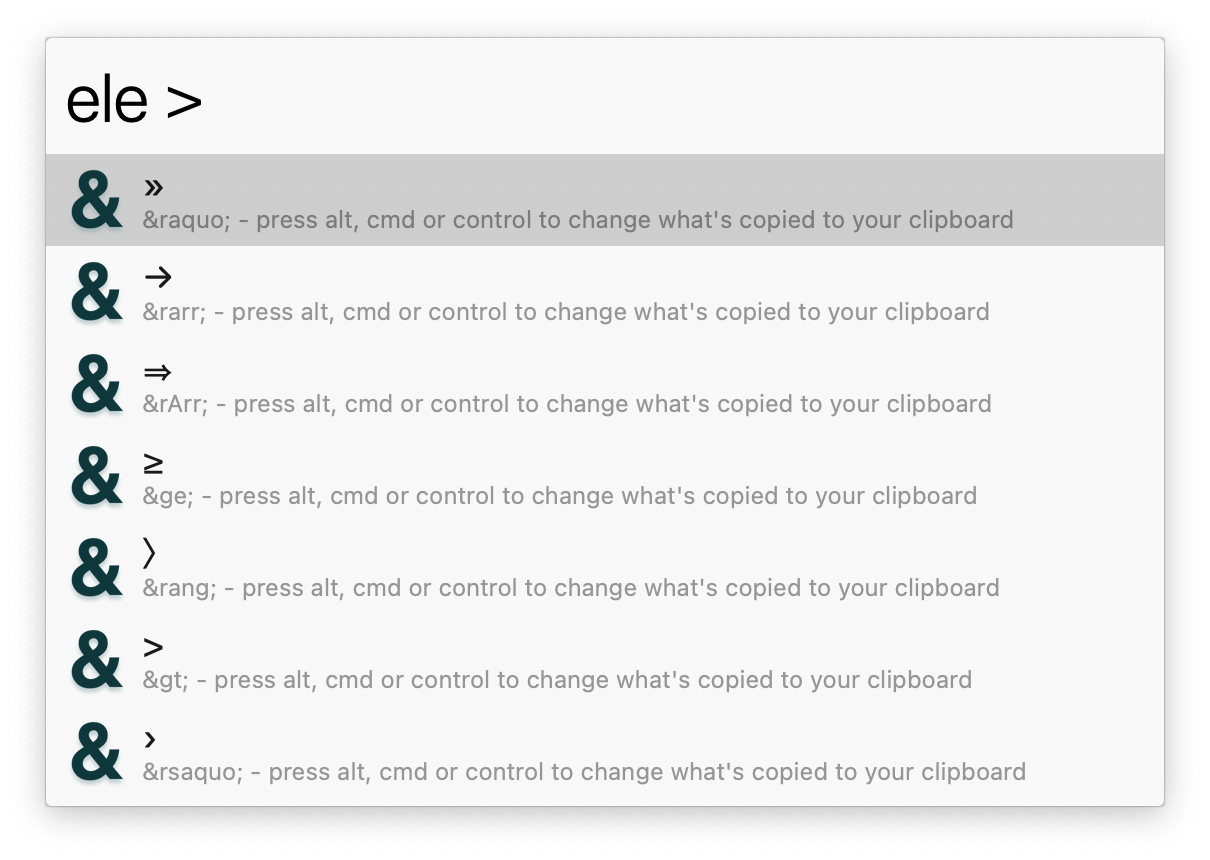 ele >
& »
&raquo; - press alt, cmd or control to change what's copied to your clipboard
& →
&rarr; - press alt, cmd or control to change what's copied to your clipboard
& ⇒
&rArr; - press alt, cmd or control to change what's copied to your clipboard
& ≥
&ge; - press alt, cmd or control to change what's copied to your clipboard
& 〉
&rang; - press alt, cmd or control to change what's copied to your clipboard
& >
&gt; - press alt, cmd or control to change what's copied to your clipboard
& ›
&rsaquo; - press alt, cmd or control to change what's copied to your clipboard